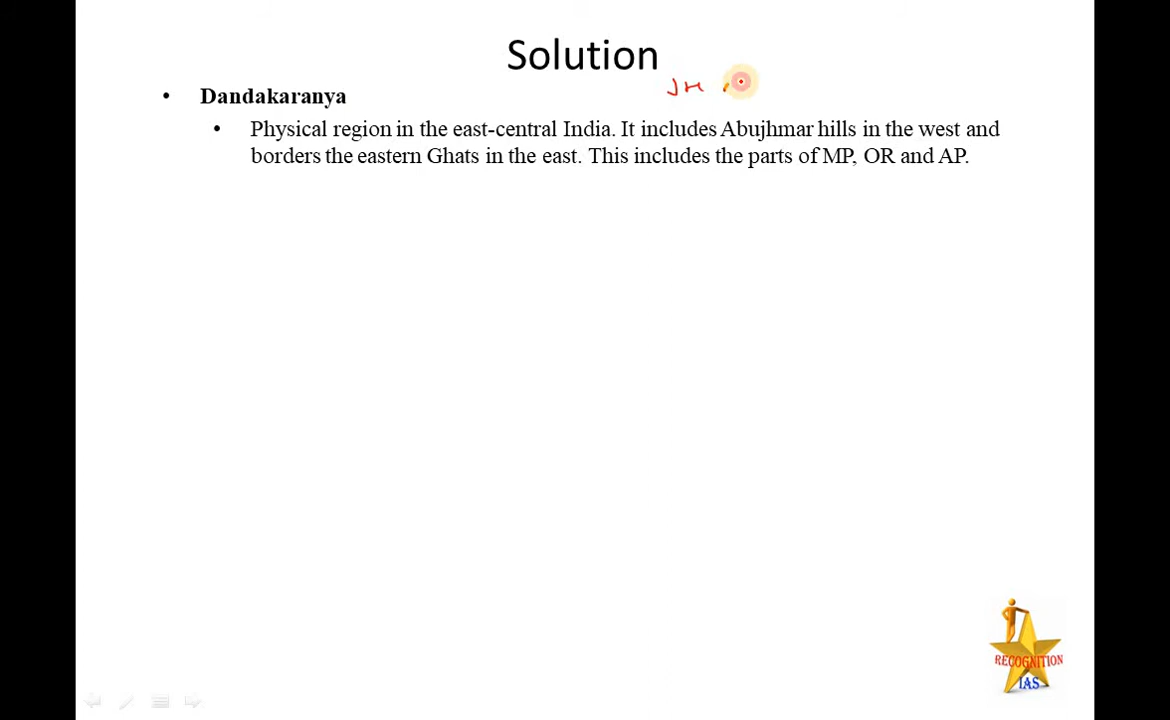 Solution
JH
• Dandakaranya
• Physical region in the east-central India. It includes Abujhmar hills in the west and
borders the eastern Ghats in the east. This includes the parts of MP, OR and AP.
RECOGNITION
IAS